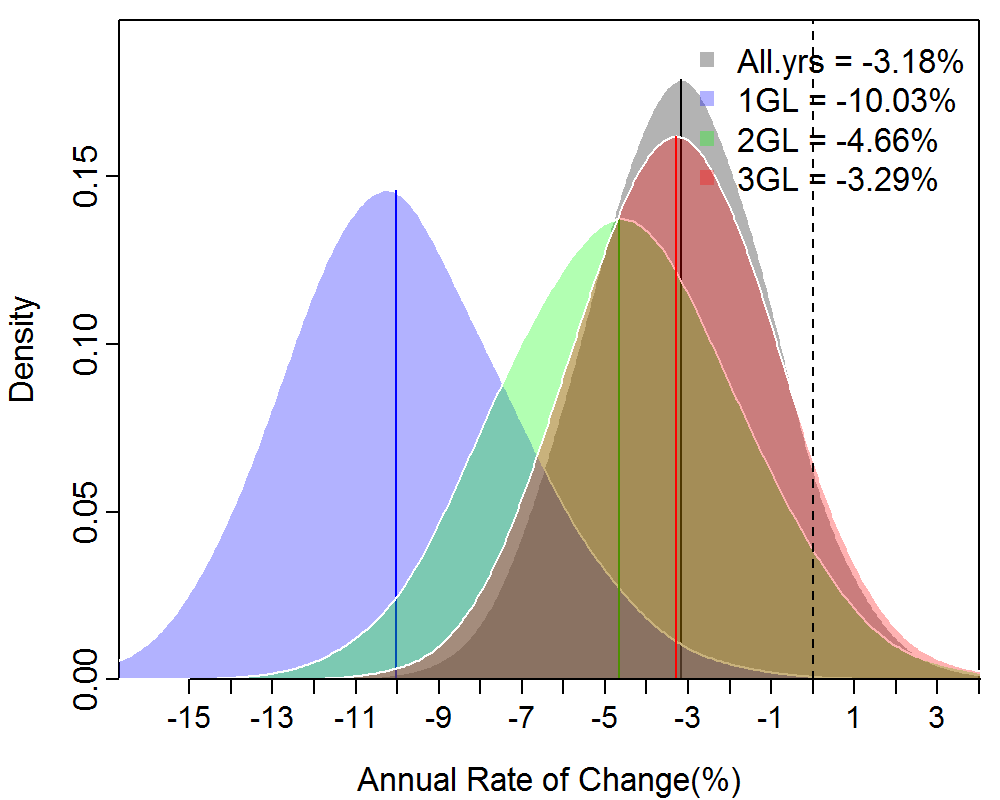 All.yrs = -3.18%
1GL = -10.03%
2GL = -4.66%
3GL = -3.29%
Density
0.15
0.10
0.05
0.00
-15 -13 -11 -9 -7 -5 -3 -1 1 3
Annual Rate of Change(%)